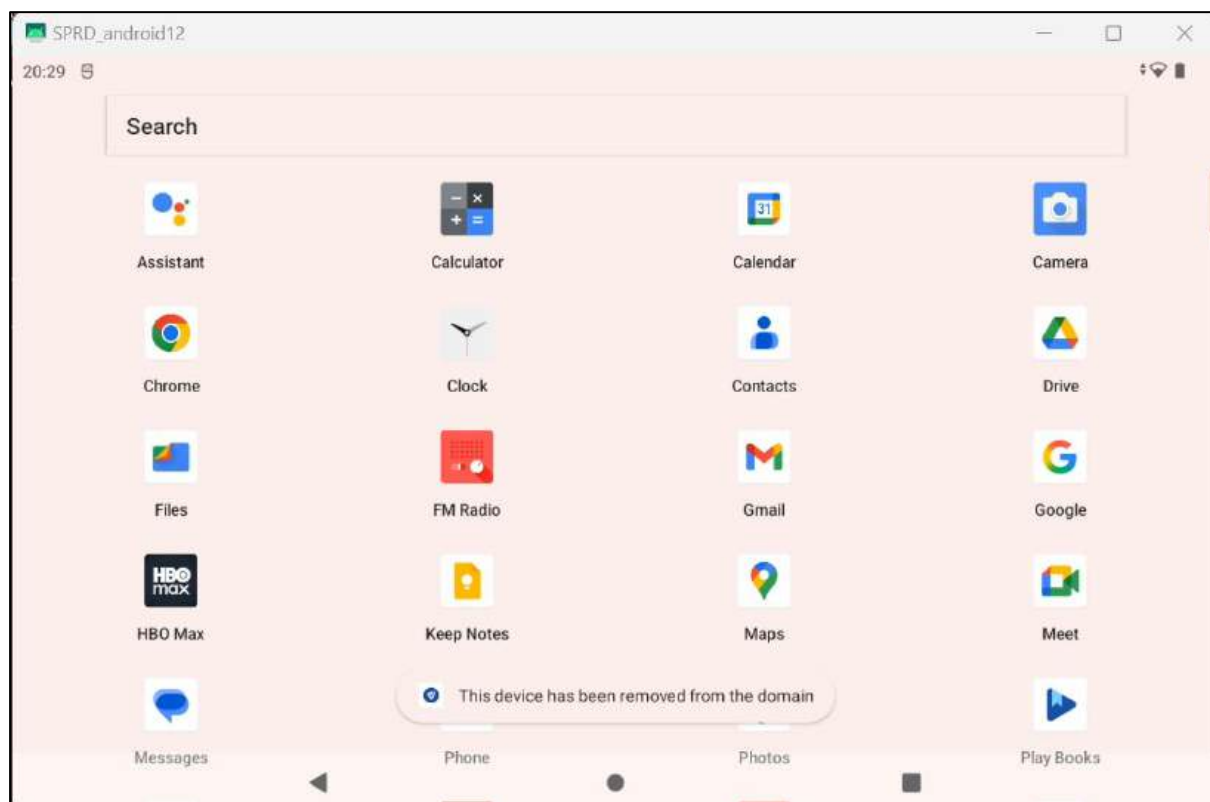 SPRD_android12
20:29
Search
Assistant Calculator Calendar Camera
31
Chrome Clock Contacts Drive
Files FM Radio Gmail Google
HBO max
HBO Max Keep Notes Maps Meet
This device has been removed from the domain
Messages Phone Photos Play Books